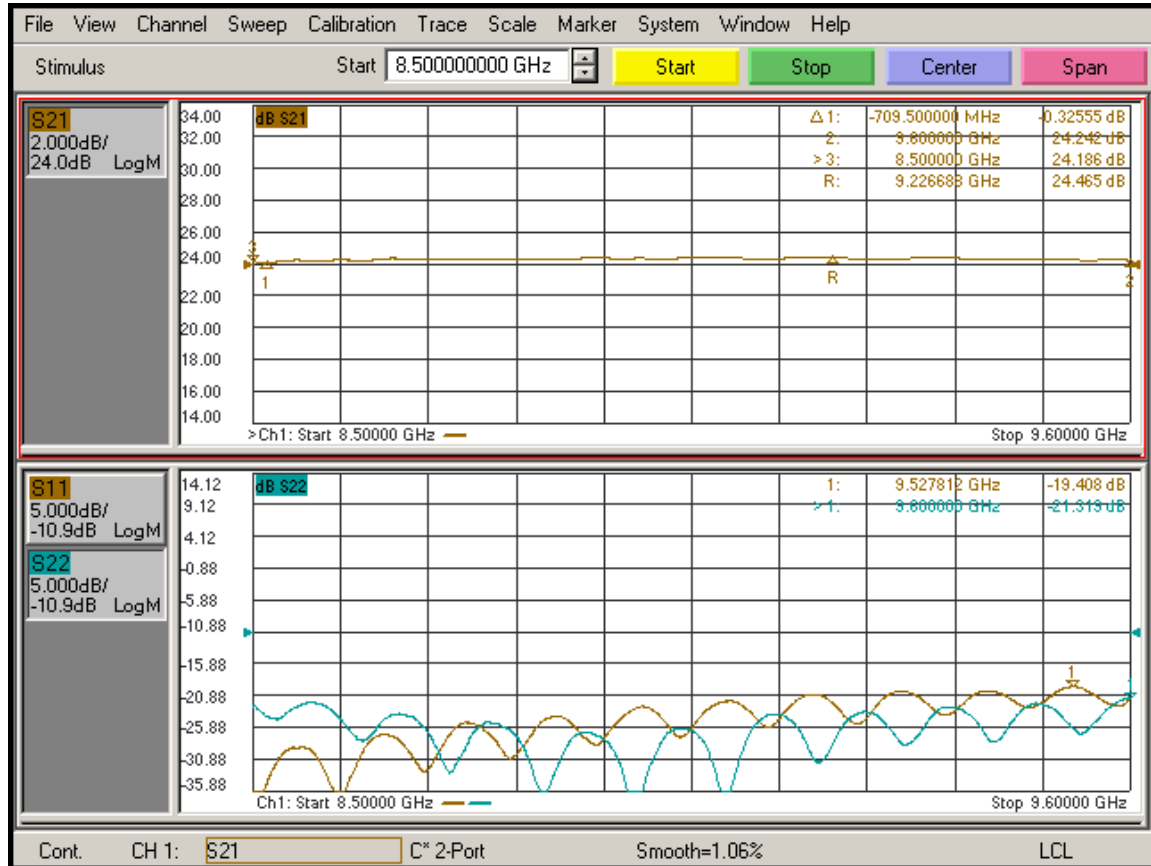 File View Channel Sweep Calibration Trace Scale Marker System Window Help
Stimulus Start 8.500000000 GHz Start Stop Center Span
S21
2.000dB/
24.0dB LogM
34.00
32.00
30.00
28.00
26.00
24.00
22.00
20.00
18.00
16.00
14.00
dB S21
Δ 1: -709.500000 MHz -0.32555 dB
2: 9.600000 GHz 24.242 dB
> 3: 8.500000 GHz 24.186 dB
R: 9.226688 GHz 24.465 dB
3
1
R
2
>Ch1: Start 8.50000 GHz
Stop 9.60000 GHz
S11
5.000dB/
-10.9dB LogM
S22
5.000dB/
-10.9dB LogM
14.12
9.12
4.12
-0.88
-5.88
-10.88
-15.88
-20.88
-25.88
-30.88
-35.88
dB S22
1: 9.527812 GHz -19.408 dB
> 1: 9.600000 GHz -21.319 dB
1
1
Ch1: Start 8.50000 GHz
Stop 9.60000 GHz
Cont. CH 1: S21 C* 2-Port Smooth=1.06% LCL